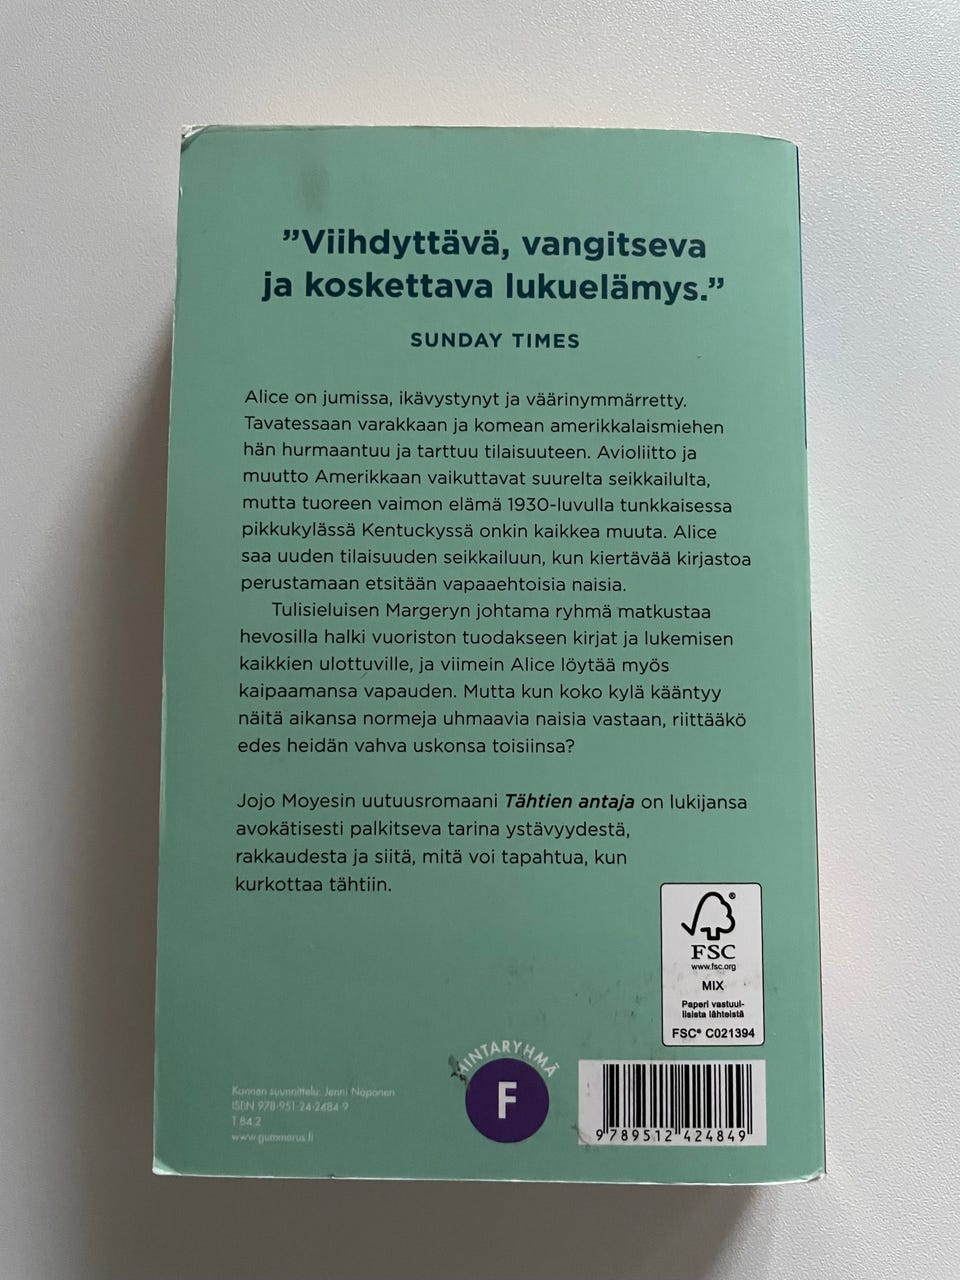 ”Viihdyttävä, vangitseva
ja koskettava lukuelämys.”
SUNDAY TIMES
Alice on jumissa, ikävystynyt ja väärinymmärretty.
Tavatessaan varakkaan ja komean amerikkalaismiehen
hän hurmaantuu ja tarttuu tilaisuuteen. Avioliitto ja
muutto Amerikkaan vaikuttavat suurelta seikkailulta,
mutta tuoreen vaimon elämä 1930-luvulla tunkkaisessa
pikkukylässä Kentuckyssä onkin kaikkea muuta. Alice
saa uuden tilaisuuden seikkailuun, kun kiertävää kirjastoa
perustamaan etsitään vapaaehtoisia naisia.
Tulisieluisen Margeryn johtama ryhmä matkustaa
hevosilla halki vuoriston tuodakseen kirjat ja lukemisen
kaikkien ulottuville, ja viimein Alice löytää myös
kaipaamansa vapauden. Mutta kun koko kylä kääntyy
näitä aikansa normeja uhmaavia naisia vastaan, riittääkö
edes heidän vahva uskonsa toisiinsa?
Jojo Moyesin uutuusromaani Tähtien antaja on lukijansa
avokätisesti palkitseva tarina ystävyydestä,
rakkaudesta ja siitä, mitä voi tapahtua, kun
kurkottaa tähtiin.
®
FSC
www.fsc.org
MIX
Paperi vastuul-
lisista lähteistä
FSC® C021394
Kannen suunnittelu: Jenni Noponen
ISBN 978-951-24-2484-9
T 84.2
www.gummerus.fi
HINTARYHMÄ
F
9 789512 424849